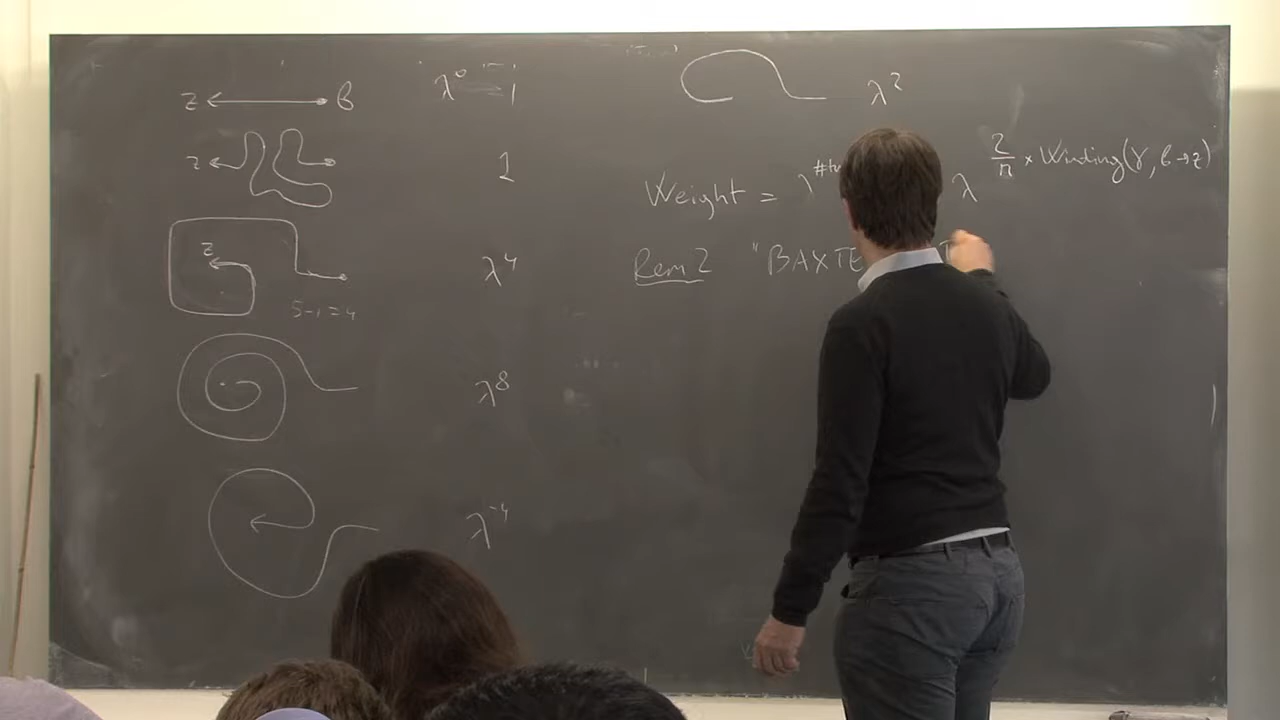 z b λ⁰ = 1
z 1
z λ⁴
5-1=4
λ⁸
λ⁻⁴
λ²
Weight = λ^# λ^{2/π × Winding(γ, b→z)}
Rem 2 "BAXTE